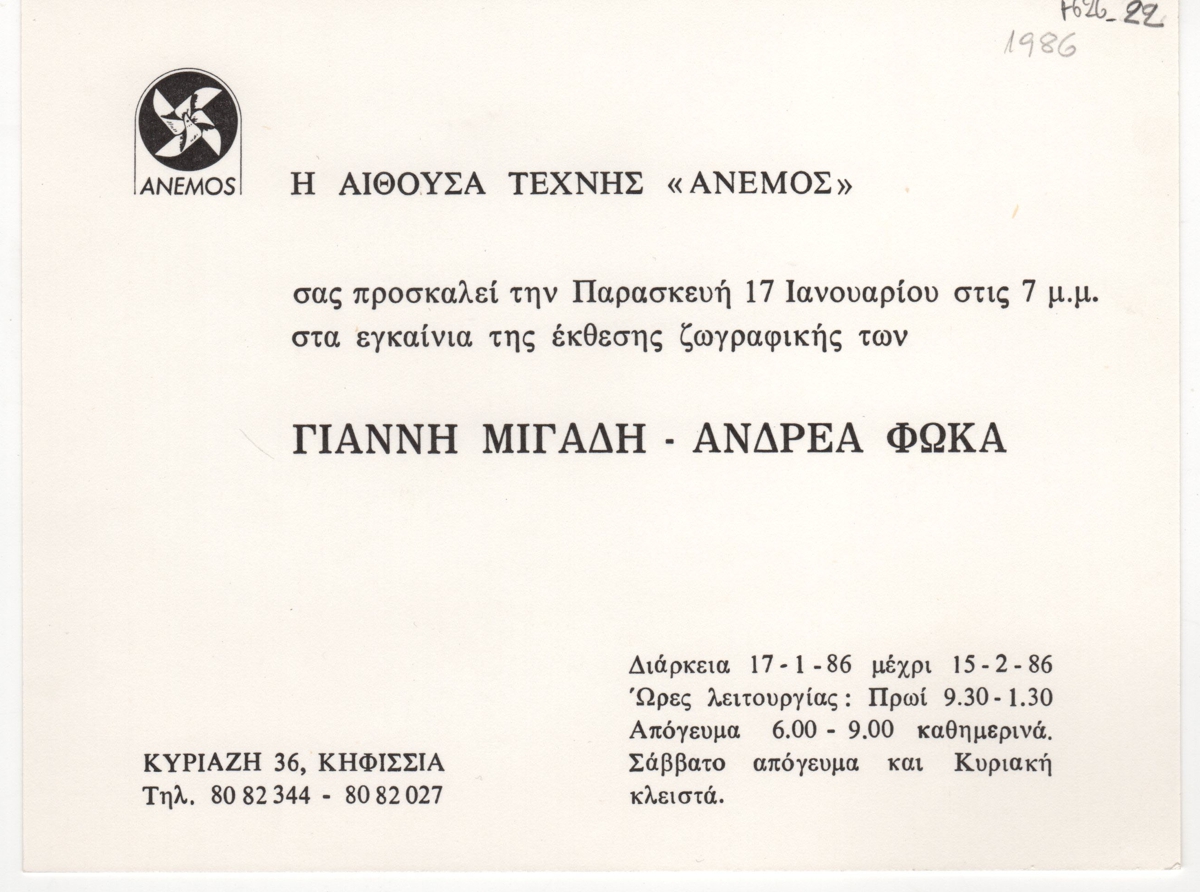 22
1986
ANEMOS
Η ΑΙΘΟΥΣΑ ΤΕΧΝΗΣ «ΑΝΕΜΟΣ»
σας προσκαλεί την Παρασκευή 17 Ιανουαρίου στις 7 μ.μ.
στα εγκαίνια της έκθεσης ζωγραφικής των
ΓΙΑΝΝΗ ΜΙΓΑΔΗ - ΑΝΔΡΕΑ ΦΩΚΑ
Διάρκεια 17-1-86 μέχρι 15-2-86
Ώρες λειτουργίας: Πρωί 9.30-1.30
Απόγευμα 6.00 - 9.00 καθημερινά.
Σάββατο απόγευμα και Κυριακή
κλειστά.
ΚΥΡΙΑΖΗ 36, ΚΗΦΙΣΣΙΑ
Τηλ. 80 82 344 - 80 82 027